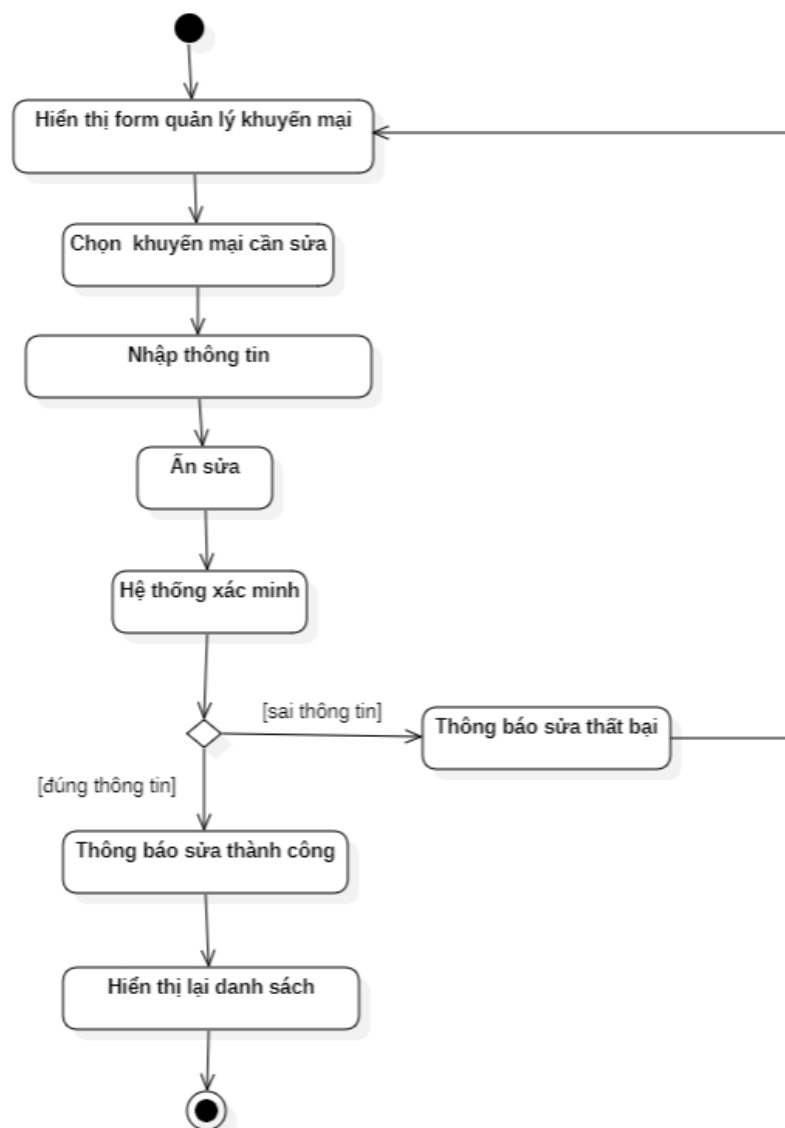 Hiển thị form quản lý khuyến mại
Chọn  khuyến mại cần sửa
Nhập thông tin
Ấn sửa
Hệ thống xác minh
[sai thông tin]
Thông báo sửa thất bại
[đúng thông tin]
Thông báo sửa thành công
Hiển thị lại danh sách